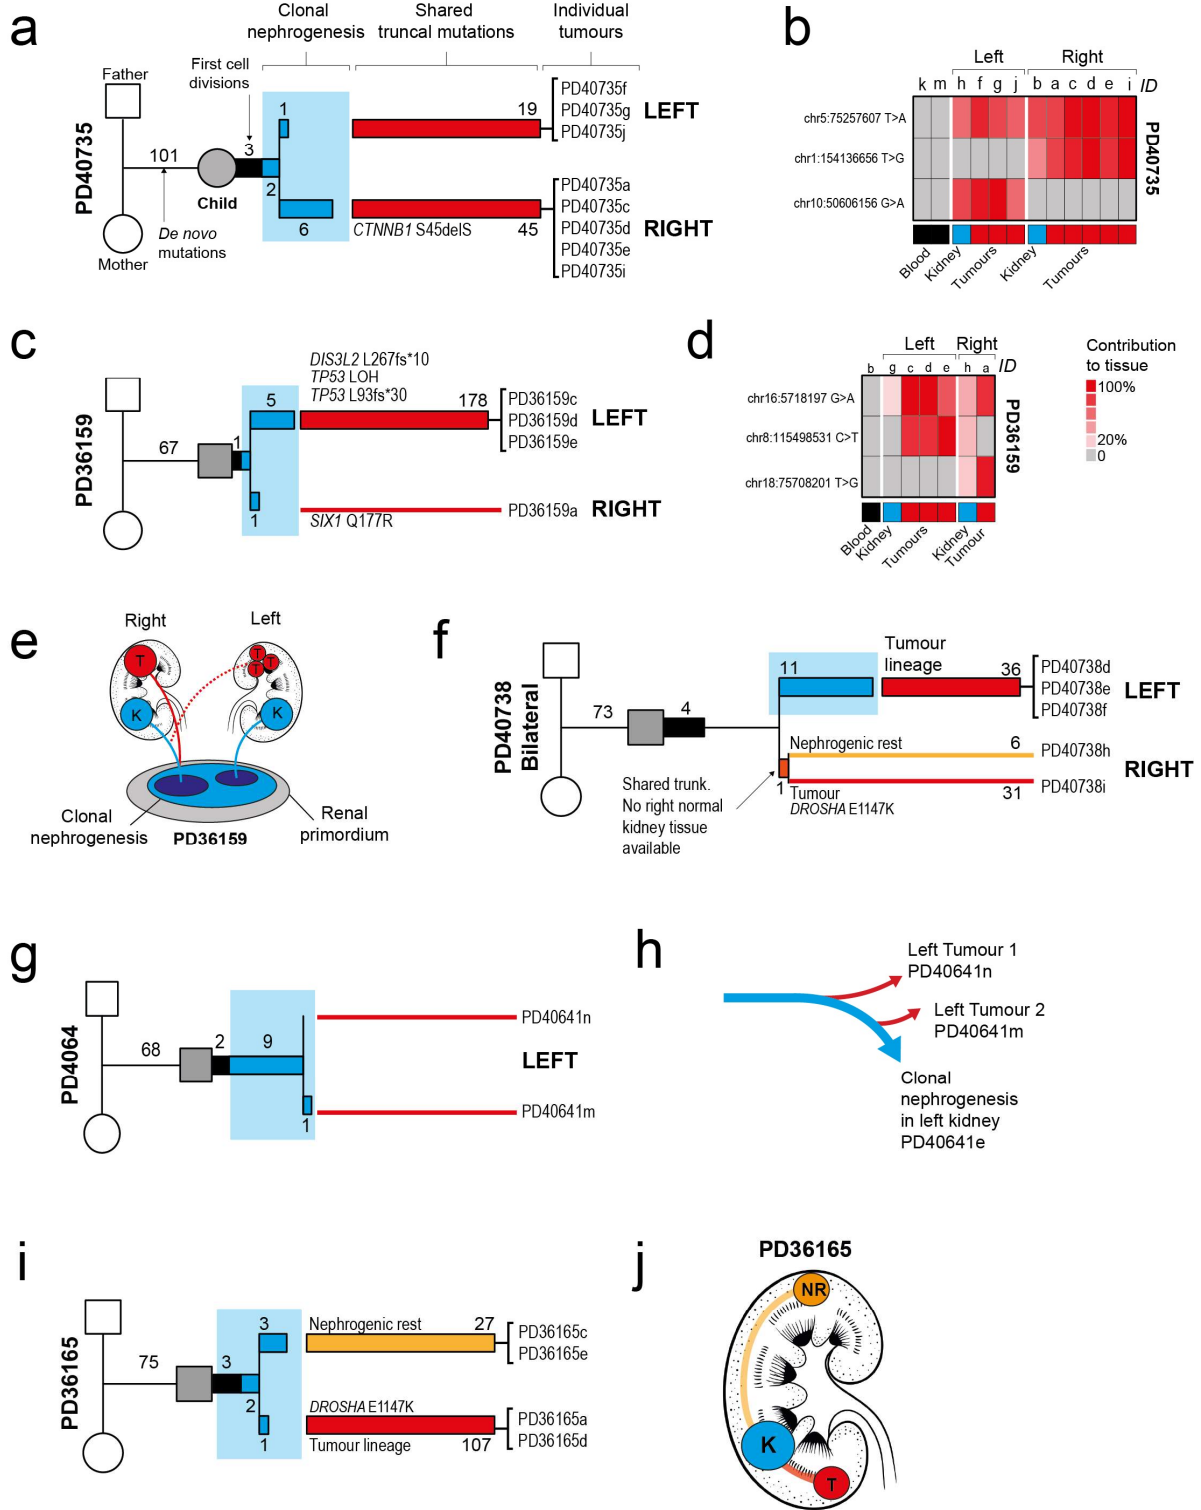 a
Clonal
nephrogenesis
Shared
truncal mutations
Individual
tumours
First cell
divisions
Father
PD40735
101
3
1
2
6
Child
De novo
mutations
Mother
19
PD40735f
PD40735g
PD40735j
LEFT
CTNNB1 S45delS
45
PD40735a
PD40735c
PD40735d
PD40735e
PD40735i
RIGHT
b
Left
Right
k m h f g j b a c d e i ID
chr5:75257607 T>A
chr1:154136656 T>G
chr10:50606156 G>A
PD40735
Blood
Kidney
Tumours
Kidney
Tumours
c
PD36159
67
1
5
1
DIS3L2 L267fs*10
TP53 LOH
TP53 L93fs*30
178
PD36159c
PD36159d
PD36159e
LEFT
SIX1 Q177R
PD36159a
RIGHT
d
Left
Right
b g c d e h a ID
chr16:5718197 G>A
chr8:115498531 C>T
chr18:75708201 T>G
PD36159
Blood
Kidney
Tumours
Kidney
Tumour
Contribution
to tissue
100%
20%
0
e
Right
Left
T
T
T
T
K
K
Clonal
nephrogenesis
PD36159
Renal
primordium
f
PD40738
Bilateral
73
4
11
Tumour
lineage
36
PD40738d
PD40738e
PD40738f
LEFT
Nephrogenic rest
6
PD40738h
RIGHT
1
Tumour
DROSHA E1147K
31
PD40738i
Shared trunk.
No right normal
kidney tissue
available
g
PD4064
68
2
9
1
PD40641n
LEFT
PD40641m
h
Left Tumour 1
PD40641n
Left Tumour 2
PD40641m
Clonal
nephrogenesis
in left kidney
PD40641e
i
PD36165
75
3
2
3
1
Nephrogenic rest
27
PD36165c
PD36165e
DROSHA E1147K
Tumour lineage
107
PD36165a
PD36165d
j
PD36165
NR
K
T